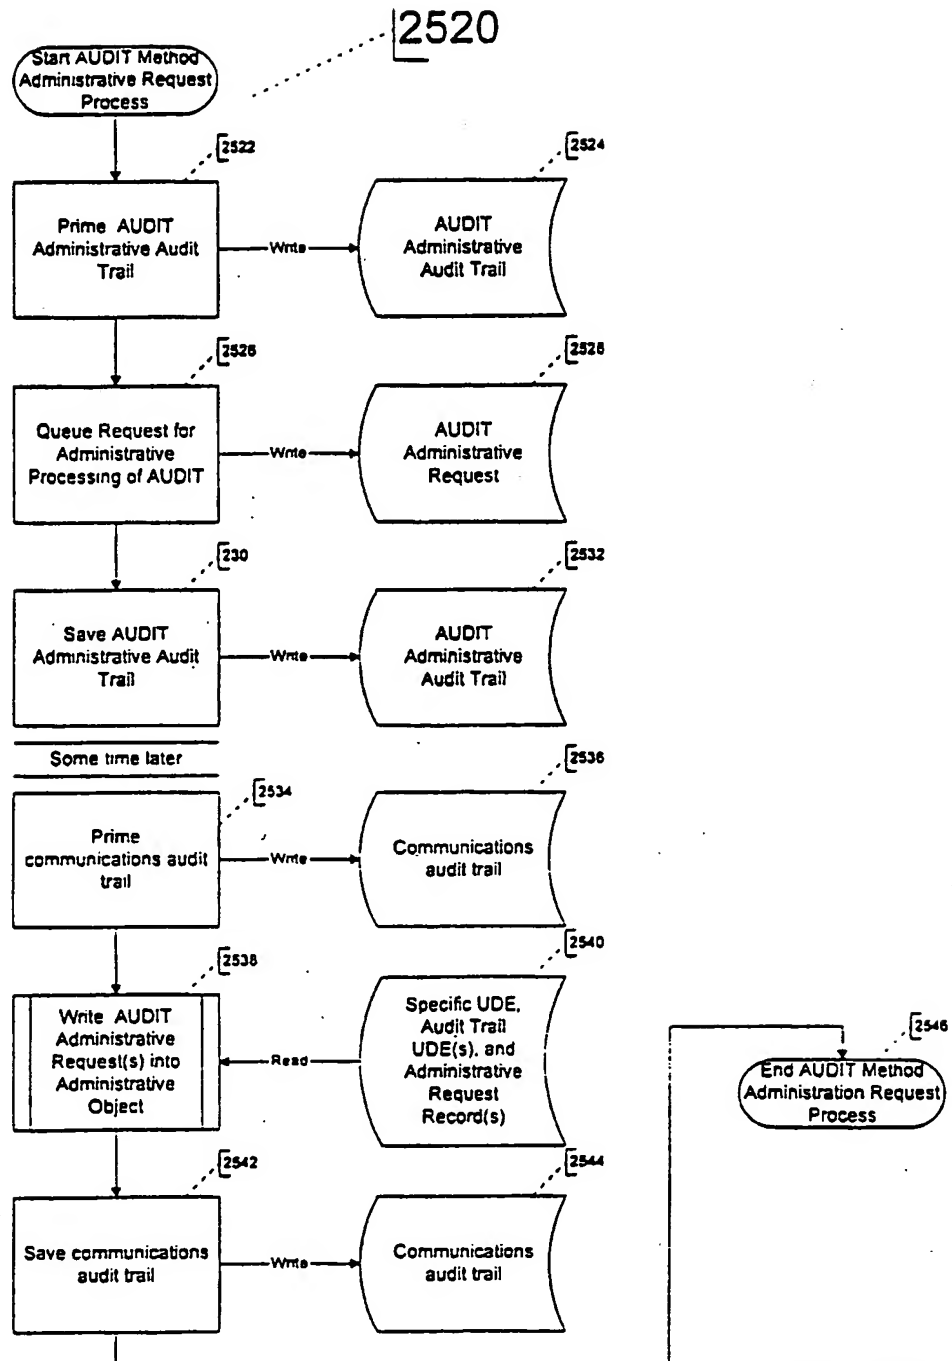 2520
Start AUDIT Method
Administrative Request
Process
2522
Prime AUDIT
Administrative Audit
Trail
Write
2524
AUDIT
Administrative
Audit Trail
2526
Queue Request for
Administrative
Processing of AUDIT
Write
2528
AUDIT
Administrative
Request
230
Save AUDIT
Administrative Audit
Trail
Write
2532
AUDIT
Administrative
Audit Trail
Some time later
2534
Prime
communications audit
trail
Write
2536
Communications
audit trail
2538
Write AUDIT
Administrative
Request(s) into
Administrative
Object
Read
2540
Specific UDE,
Audit Trail
UDE(s), and
Administrative
Request
Record(s)
2542
Save communications
audit trail
Write
2544
Communications
audit trail
2546
End AUDIT Method
Administration Request
Process